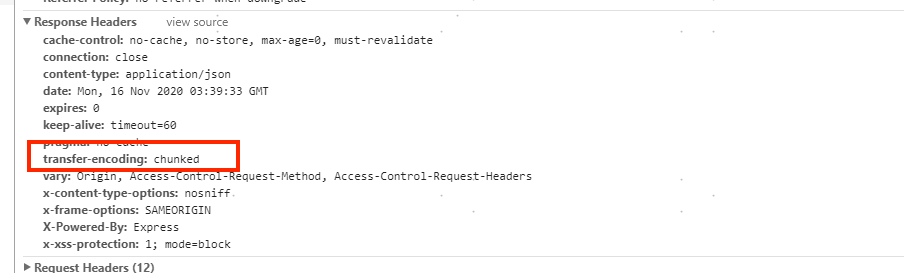 Referrer Policy: no-referrer-when-downgrade
Response Headers view source
cache-control: no-cache, no-store, max-age=0, must-revalidate
connection: close
content-type: application/json
date: Mon, 16 Nov 2020 03:39:33 GMT
expires: 0
keep-alive: timeout=60
pragma: no-cache
transfer-encoding: chunked
vary: Origin, Access-Control-Request-Method, Access-Control-Request-Headers
x-content-type-options: nosniff
x-frame-options: SAMEORIGIN
X-Powered-By: Express
x-xss-protection: 1; mode=block
Request Headers (12)